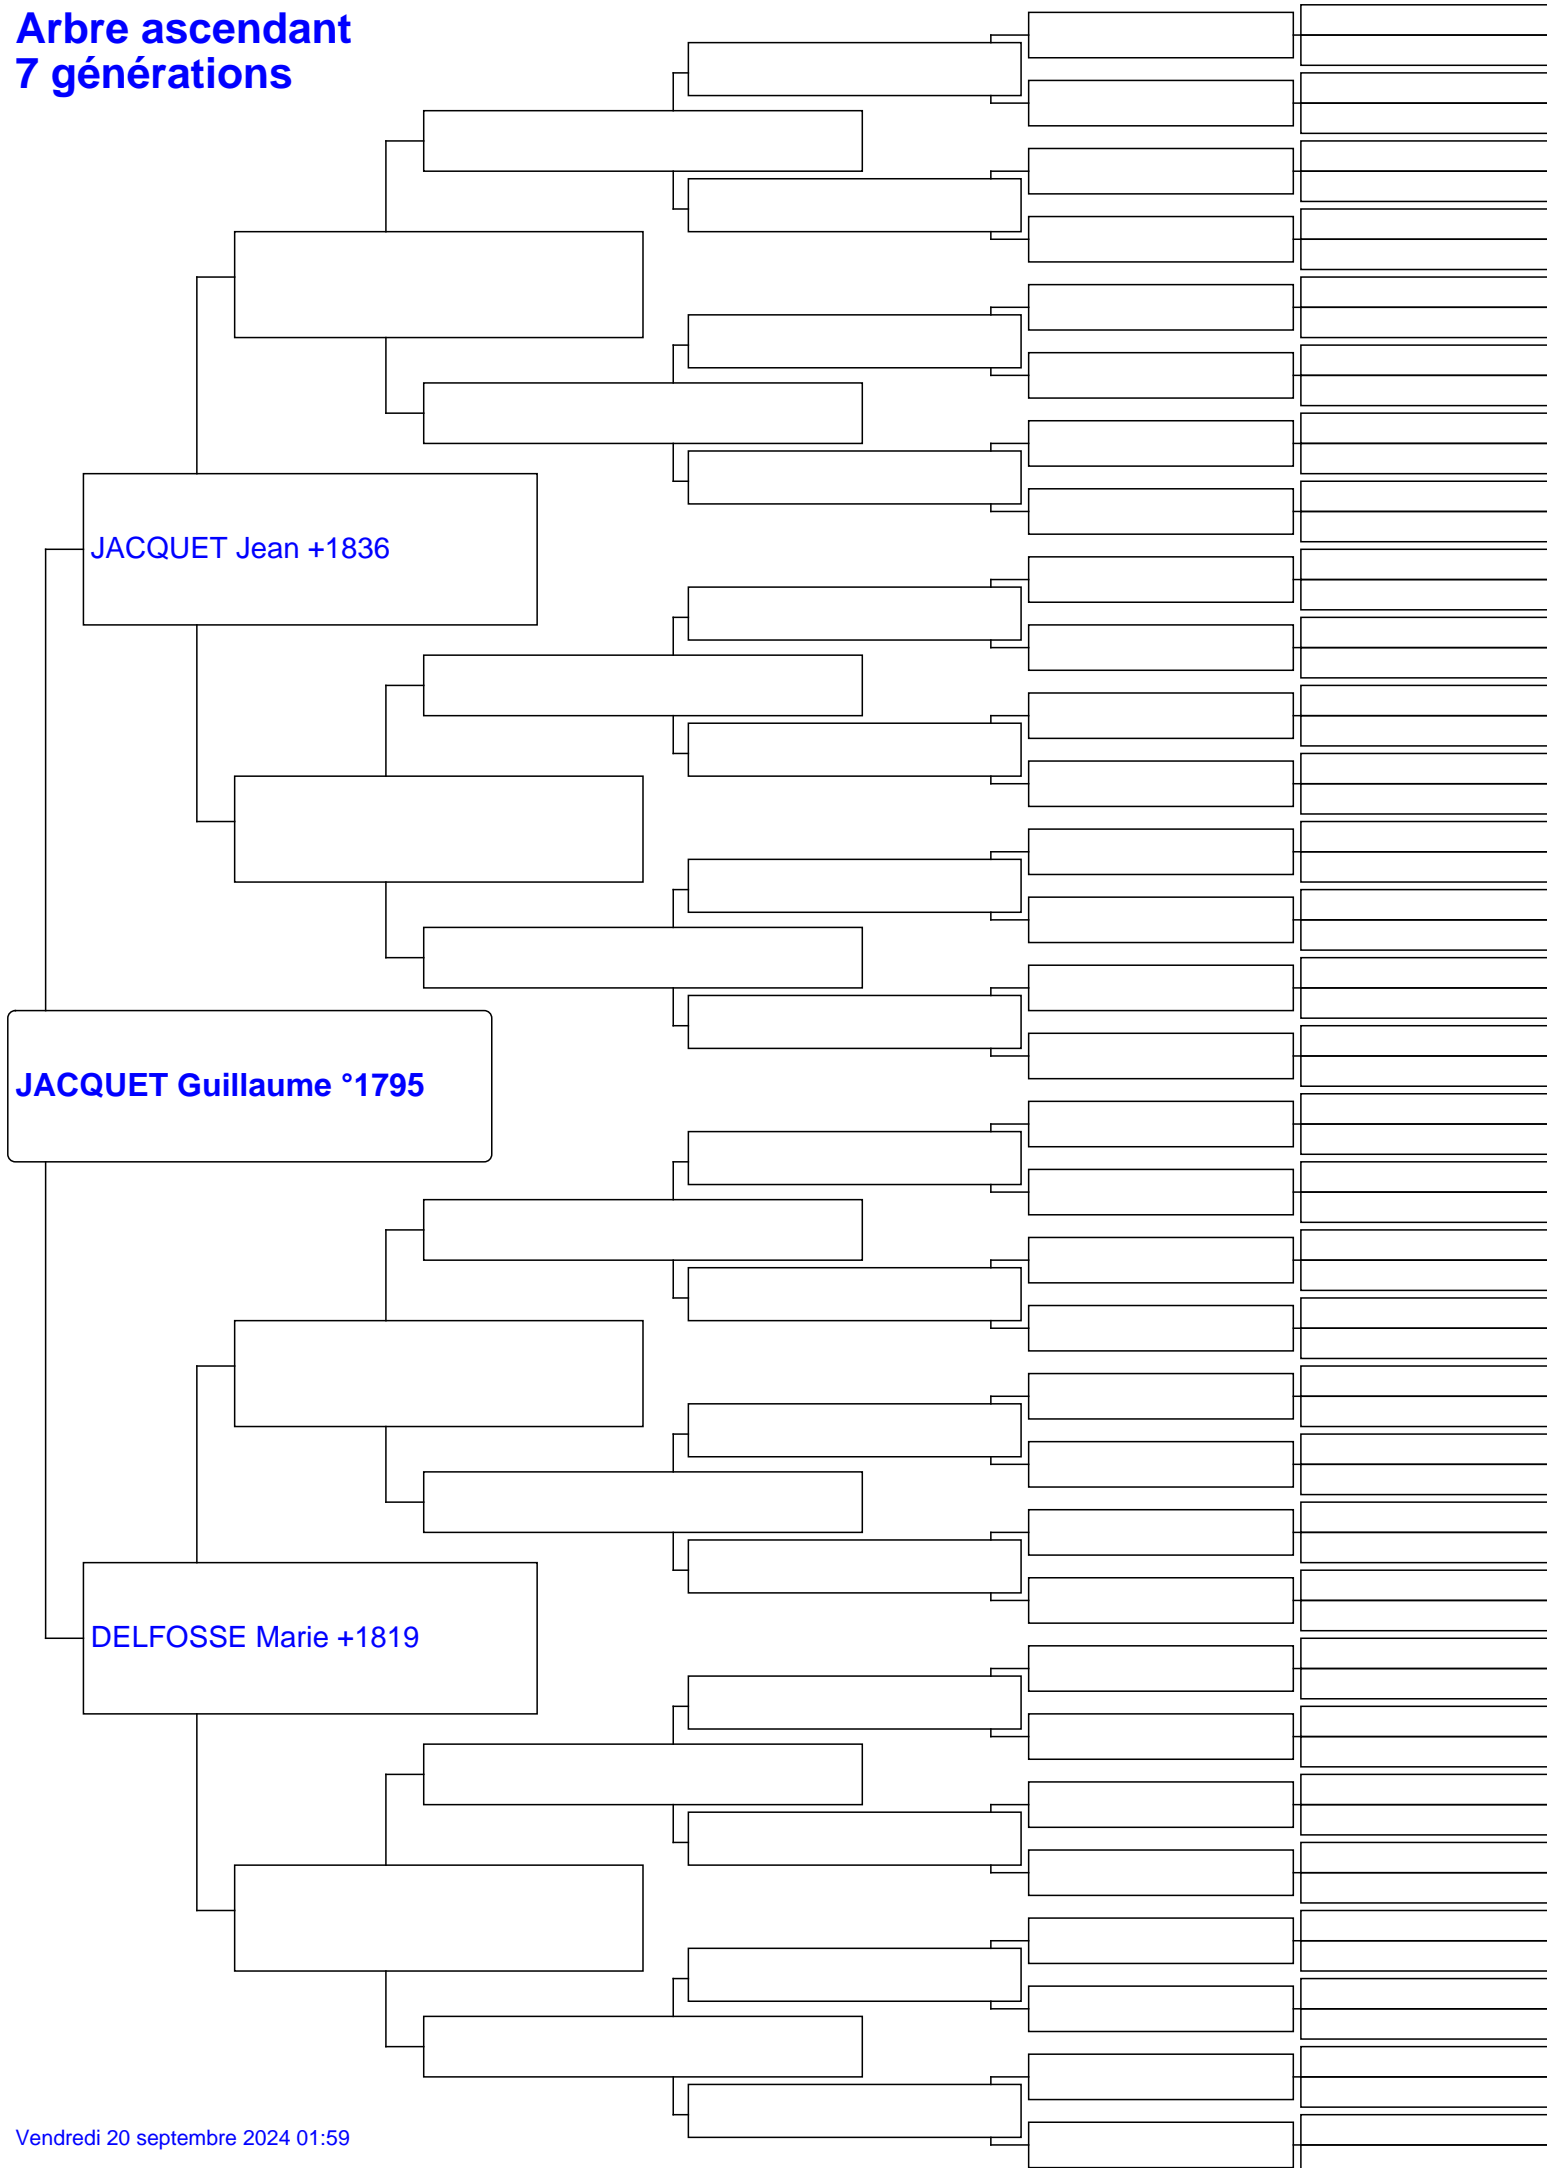 Arbre ascendant
7 générations
JACQUET Jean +1836
JACQUET Guillaume °1795
DELFOSSE Marie +1819
Vendredi 20 septembre 2024 01:59